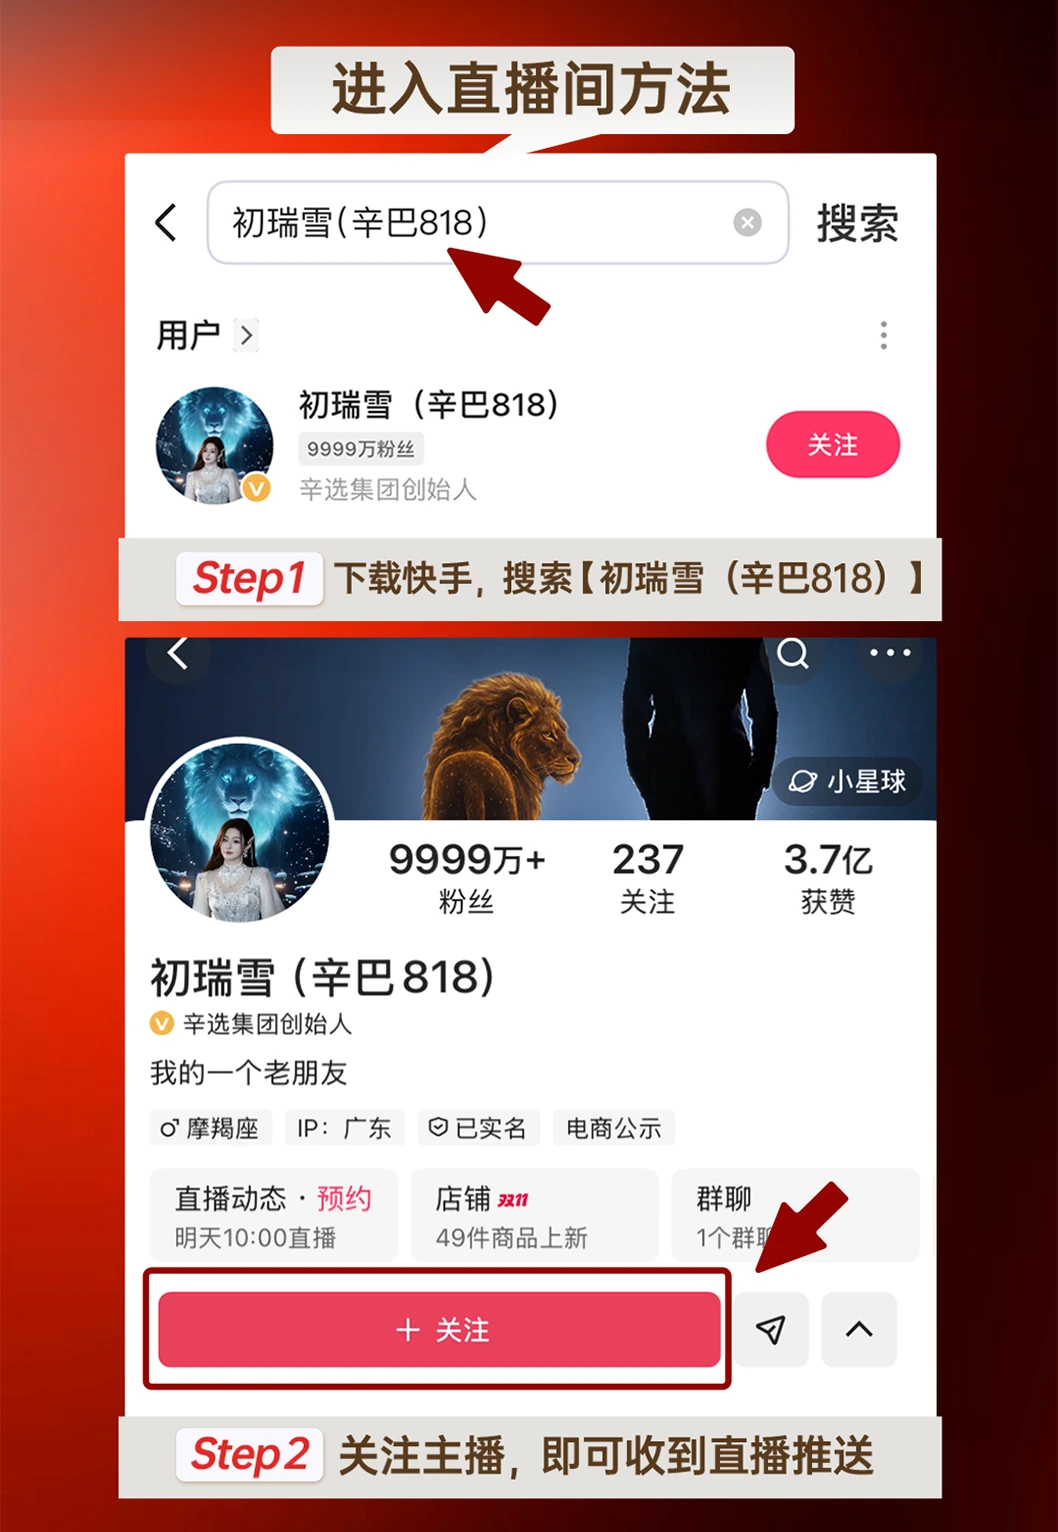 进入直播间方法
初瑞雪(辛巴818)
搜索
用户
初瑞雪（辛巴818）
9999万粉丝
关注
辛选集团创始人
Step1 下载快手，搜索【初瑞雪（辛巴818）】
小星球
9999万+ 237 3.7亿
粉丝 关注 获赞
初瑞雪（辛巴818）
辛选集团创始人
我的一个老朋友
摩羯座 IP：广东 已实名 电商公示
直播动态 · 预约
明天10:00直播
店铺 双11
49件商品上新
群聊
1个群聊
+ 关注
Step2 关注主播，即可收到直播推送